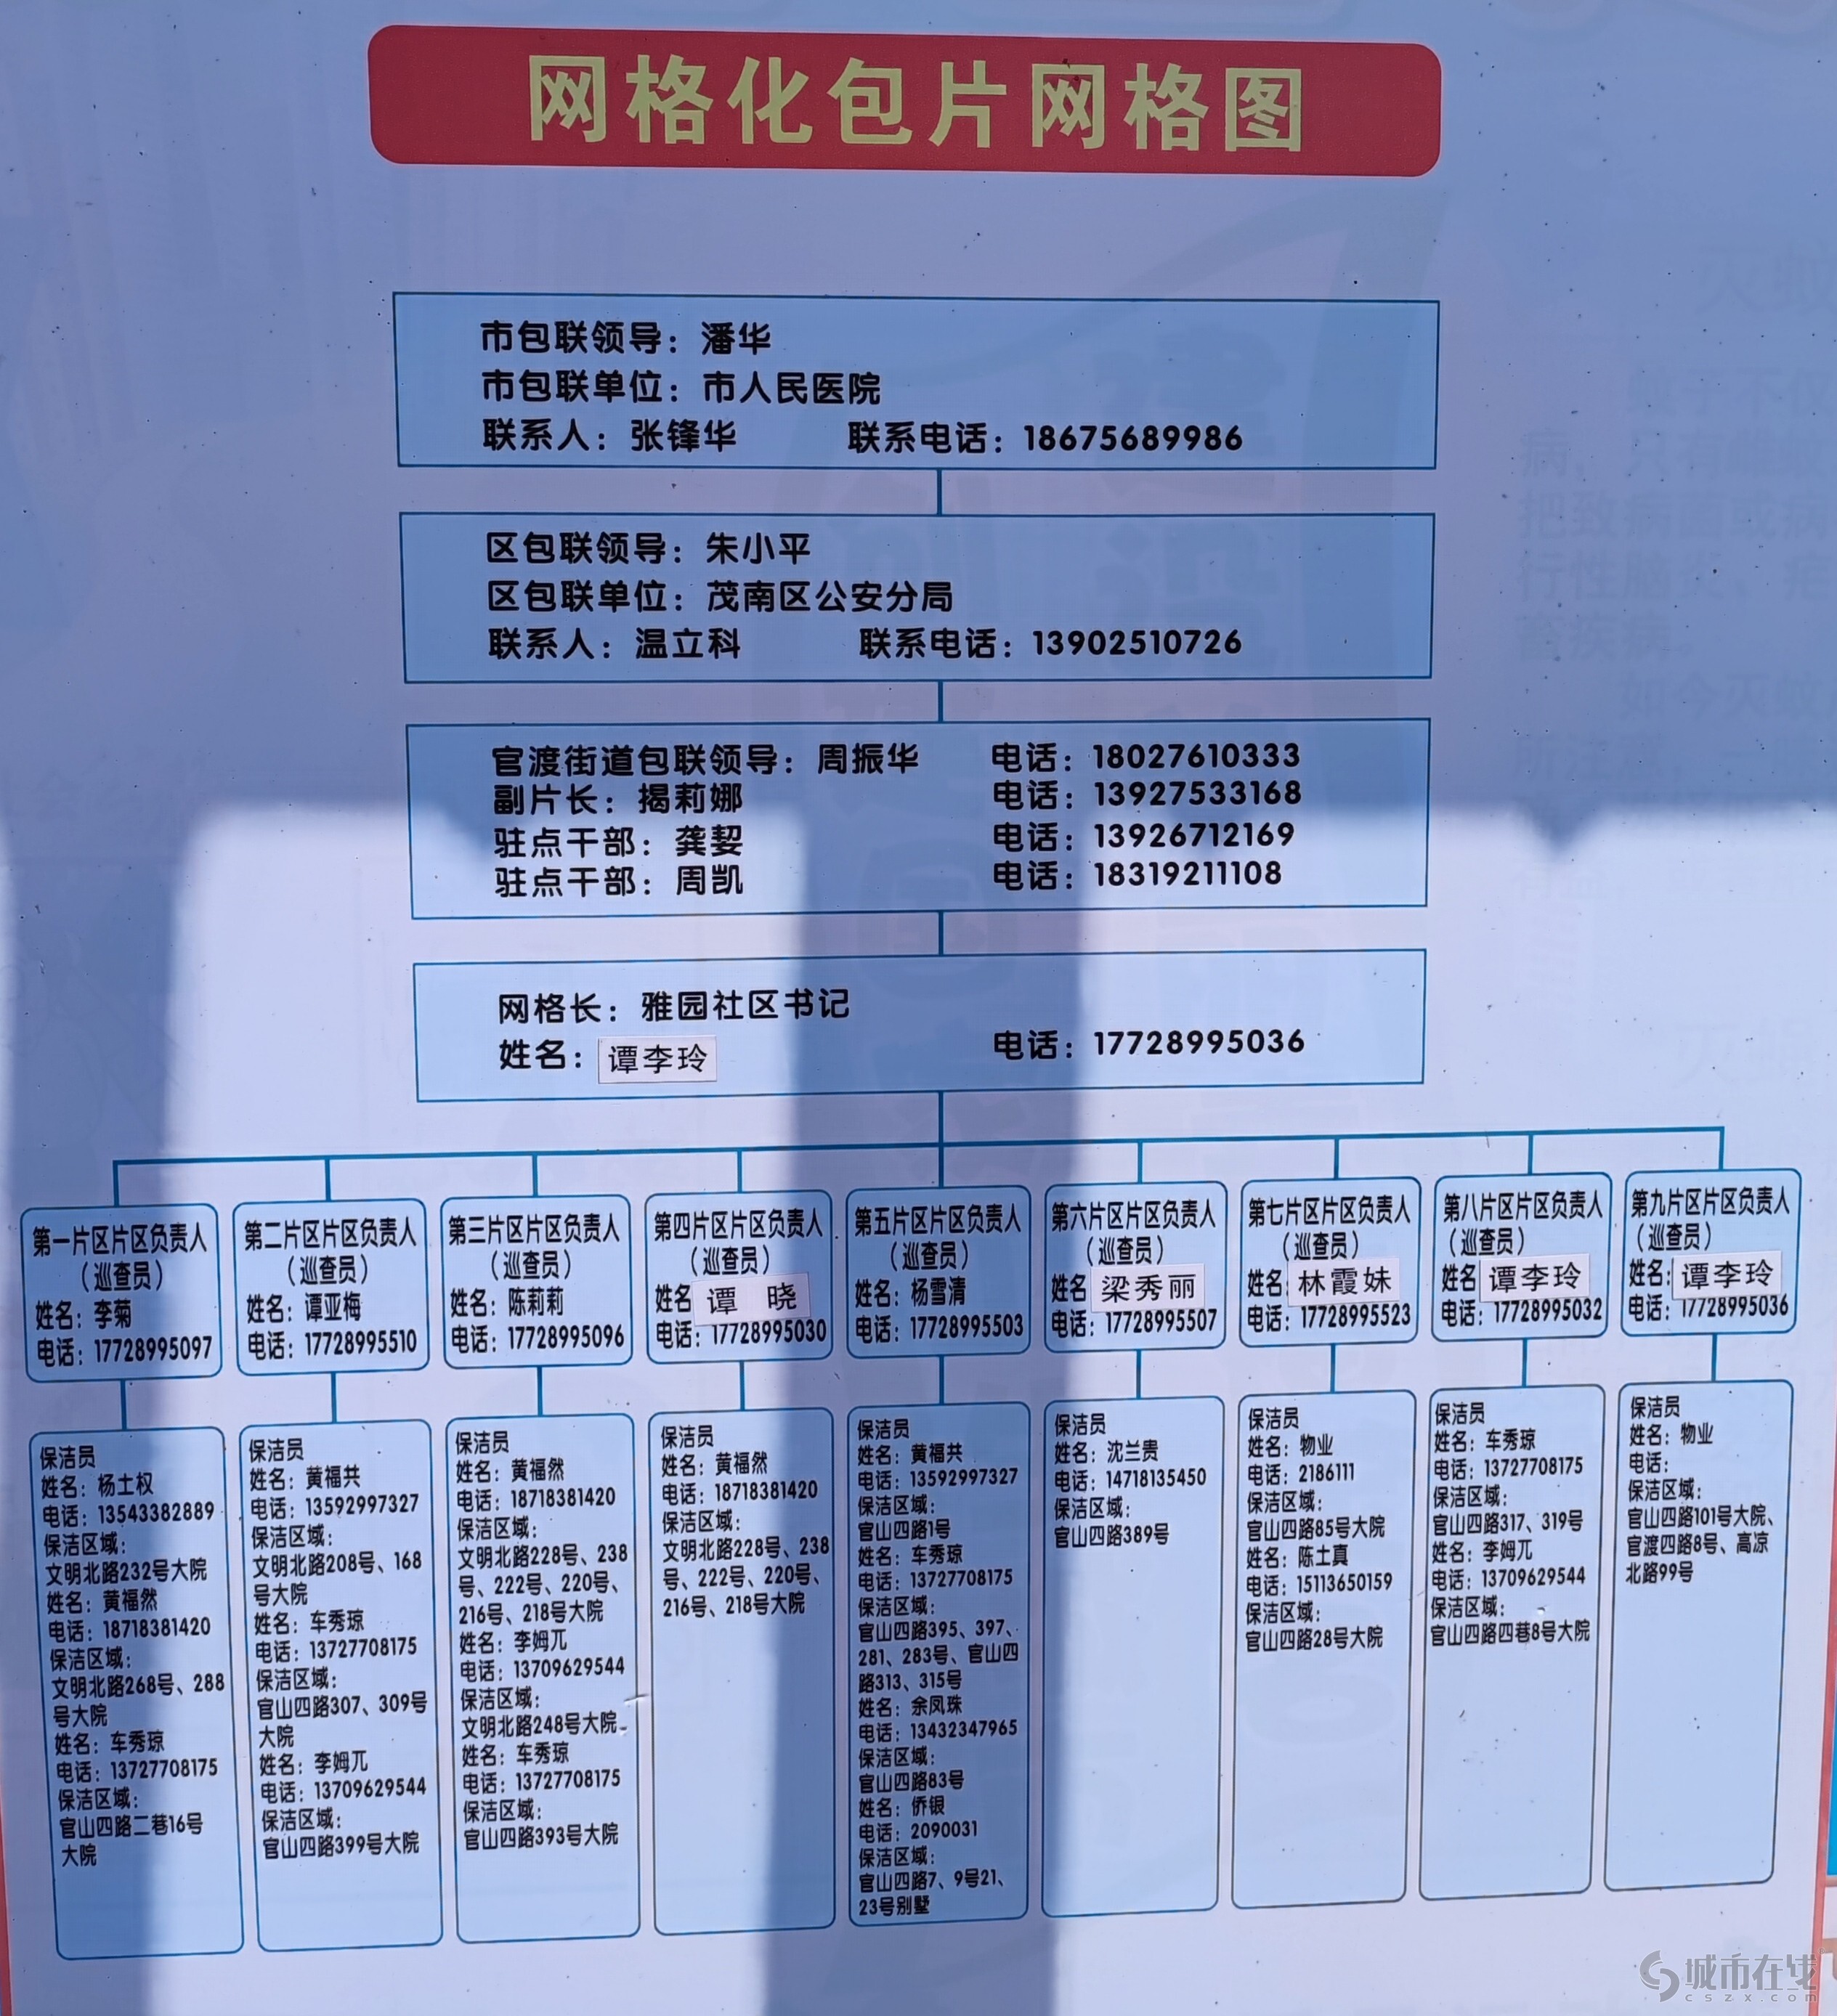 网格化包片网格图
市包联领导：潘华
市包联单位：市人民医院
联系人：张锋华 联系电话：18675689986
区包联领导：朱小平
区包联单位：茂南区公安分局
联系人：温立科 联系电话：13902510726
官渡街道包联领导：周振华 电话：18027610333
副片长：揭莉娜 电话：13927533168
驻点干部：龚絜 电话：13926712169
驻点干部：周凯 电话：18319211108
网格长：雅园社区书记
姓名：谭李玲 电话：17728995036
第一片区片区负责人
（巡查员）
姓名：李菊
电话：17728995097
第二片区片区负责人
（巡查员）
姓名：谭亚梅
电话：17728995510
第三片区片区负责人
（巡查员）
姓名：陈莉莉
电话：17728995096
第四片区片区负责人
（巡查员）
姓名 谭 晓
电话：17728995030
第五片区片区负责人
（巡查员）
姓名：杨雪清
电话：17728995503
第六片区片区负责人
（巡查员）
姓名 梁秀丽
电话：17728995507
第七片区片区负责人
（巡查员）
姓名：林霞妹
电话：17728995523
第八片区片区负责人
（巡查员）
姓名 谭李玲
电话：17728995032
第九片区片区负责人
（巡查员）
姓名：谭李玲
电话：17728995036
保洁员
姓名：杨土权
电话：13543382889
保洁区域：
文明北路232号大院
姓名：黄福然
电话：18718381420
保洁区域：
文明北路268号、288
号大院
姓名：车秀琼
电话：13727708175
保洁区域：
官山四路二巷16号
大院
保洁员
姓名：黄福共
电话：13592997327
保洁区域：
文明北路208号、168
号大院
姓名：车秀琼
电话：13727708175
保洁区域：
官山四路307、309号
大院
姓名：李姆兀
电话：13709629544
保洁区域：
官山四路399号大院
保洁员
姓名：黄福然
电话：18718381420
保洁区域：
文明北路228号、238
号、222号、220号、
216号、218号大院
姓名：李姆兀
电话：13709629544
保洁区域：
文明北路248号大院
姓名：车秀琼
电话：13727708175
保洁区域：
官山四路393号大院
保洁员
姓名：黄福然
电话：18718381420
保洁区域：
文明北路228号、238
号、222号、220号、
216号、218号大院
保洁员
姓名：黄福共
电话：13592997327
保洁区域：
官山四路1号
姓名：车秀琼
电话：13727708175
保洁区域：
官山四路395、397、
281、283号、官山四
路313、315号
姓名：余凤珠
电话：13432347965
保洁区域：
官山四路83号
姓名：侨银
电话：2090031
保洁区域：
官山四路7、9号21、
23号别墅
保洁员
姓名：沈兰贵
电话：14718135450
保洁区域：
官山四路389号
保洁员
姓名：物业
电话：2186111
保洁区域：
官山四路85号大院
姓名：陈土真
电话：15113650159
保洁区域：
官山四路28号大院
保洁员
姓名：车秀琼
电话：13727708175
保洁区域：
官山四路317、319号
姓名：李姆兀
电话：13709629544
保洁区域：
官山四路四巷8号大院
保洁员
姓名：物业
电话：
保洁区域：
官山四路101号大院、
官渡四路8号、高凉
北路99号
城市在线
cszx.com